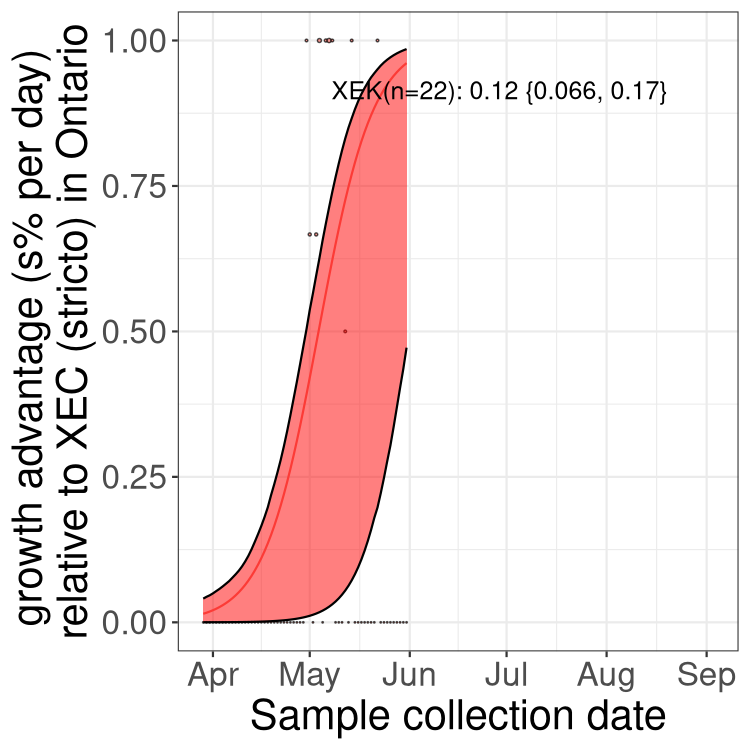 growth advantage (s% per day)
relative to XEC (stricto) in Ontario
1.00
0.75
0.50
0.25
0.00
XEK(n=22): 0.12 {0.066, 0.17}
Apr May Jun Jul Aug Sep
Sample collection date